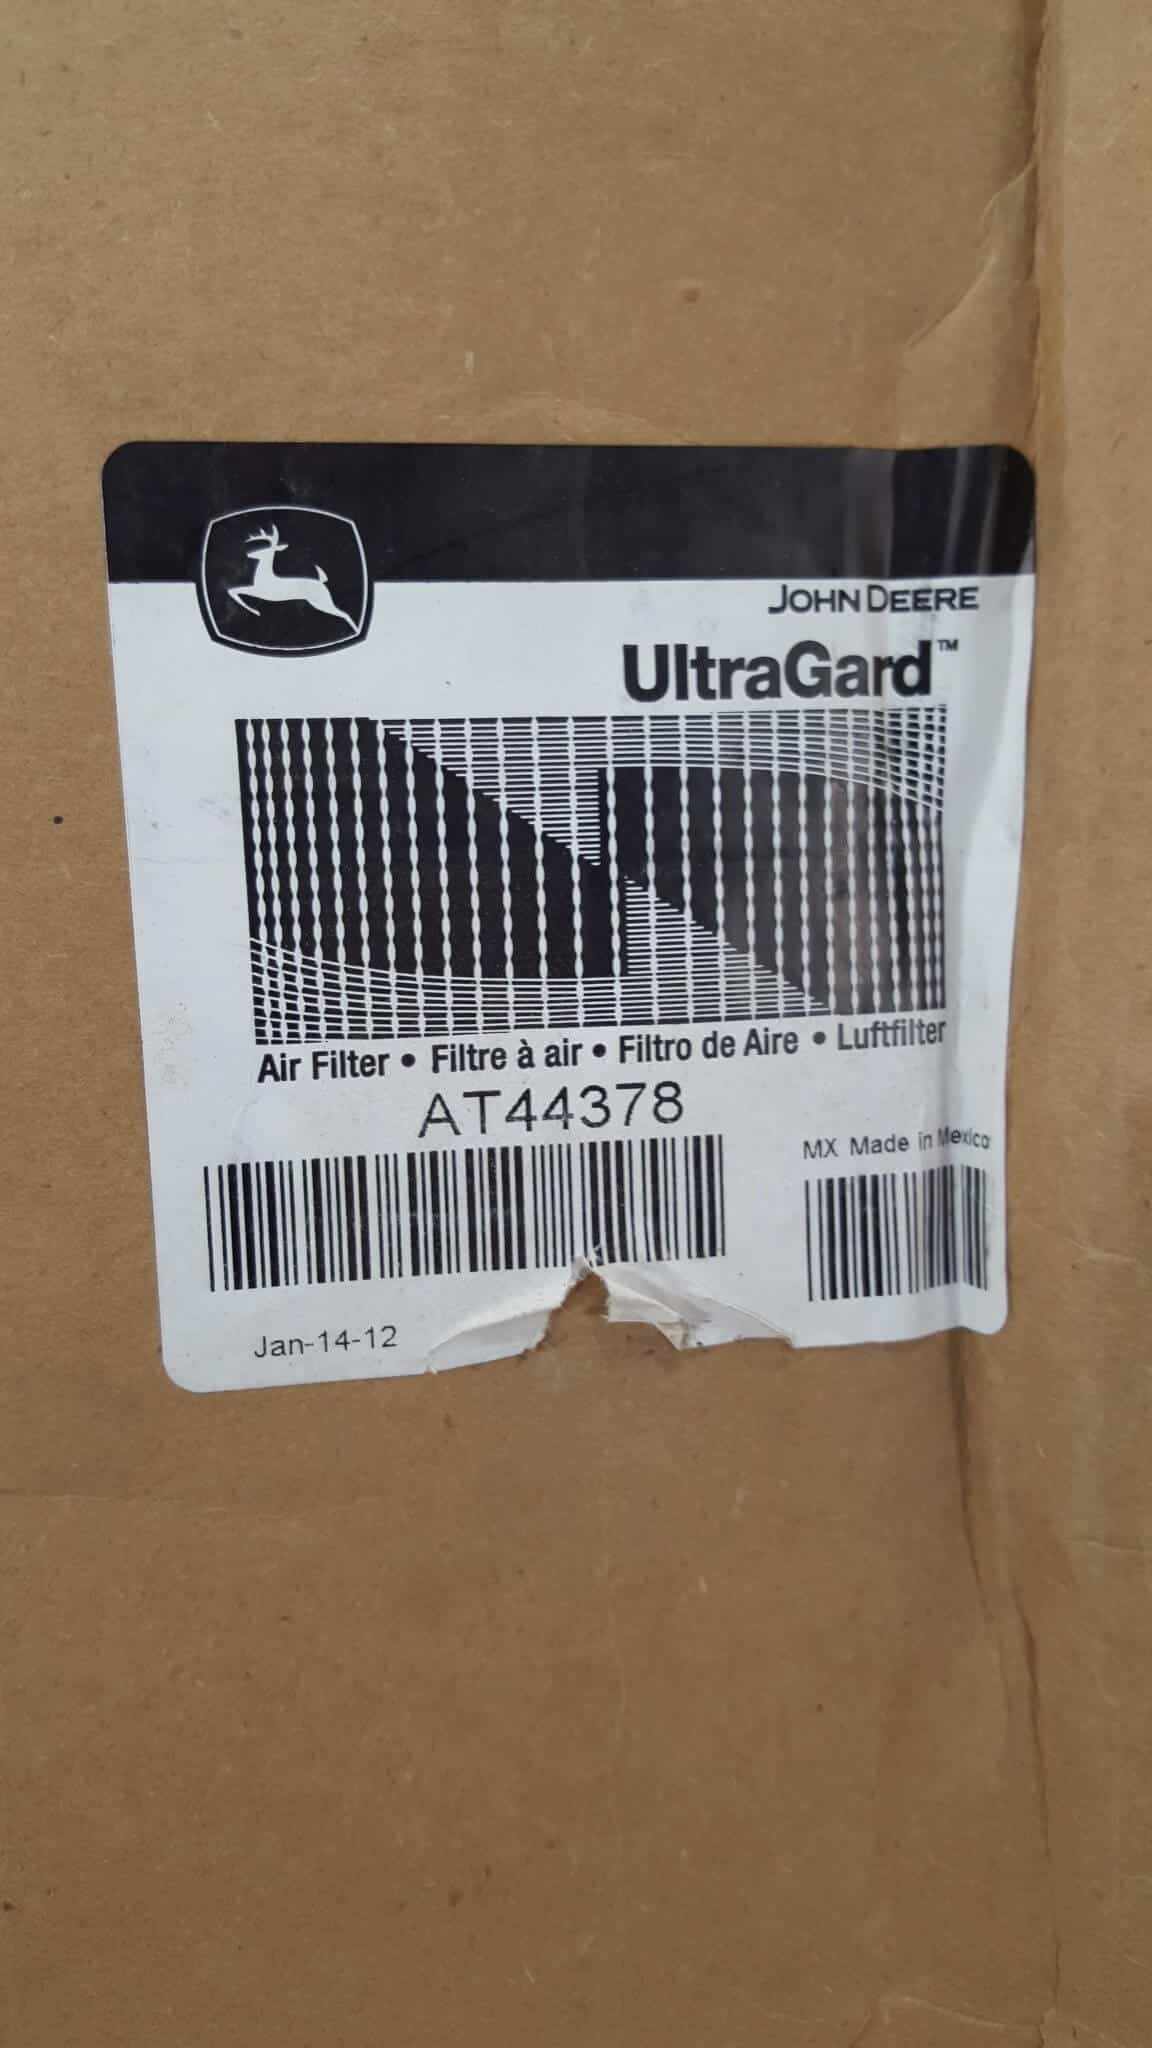 JOHN DEERE
UltraGard™
Air Filter • Filtre à air • Filtro de Aire • Luftfilter
AT44378
MX Made in Mexico
Jan-14-12